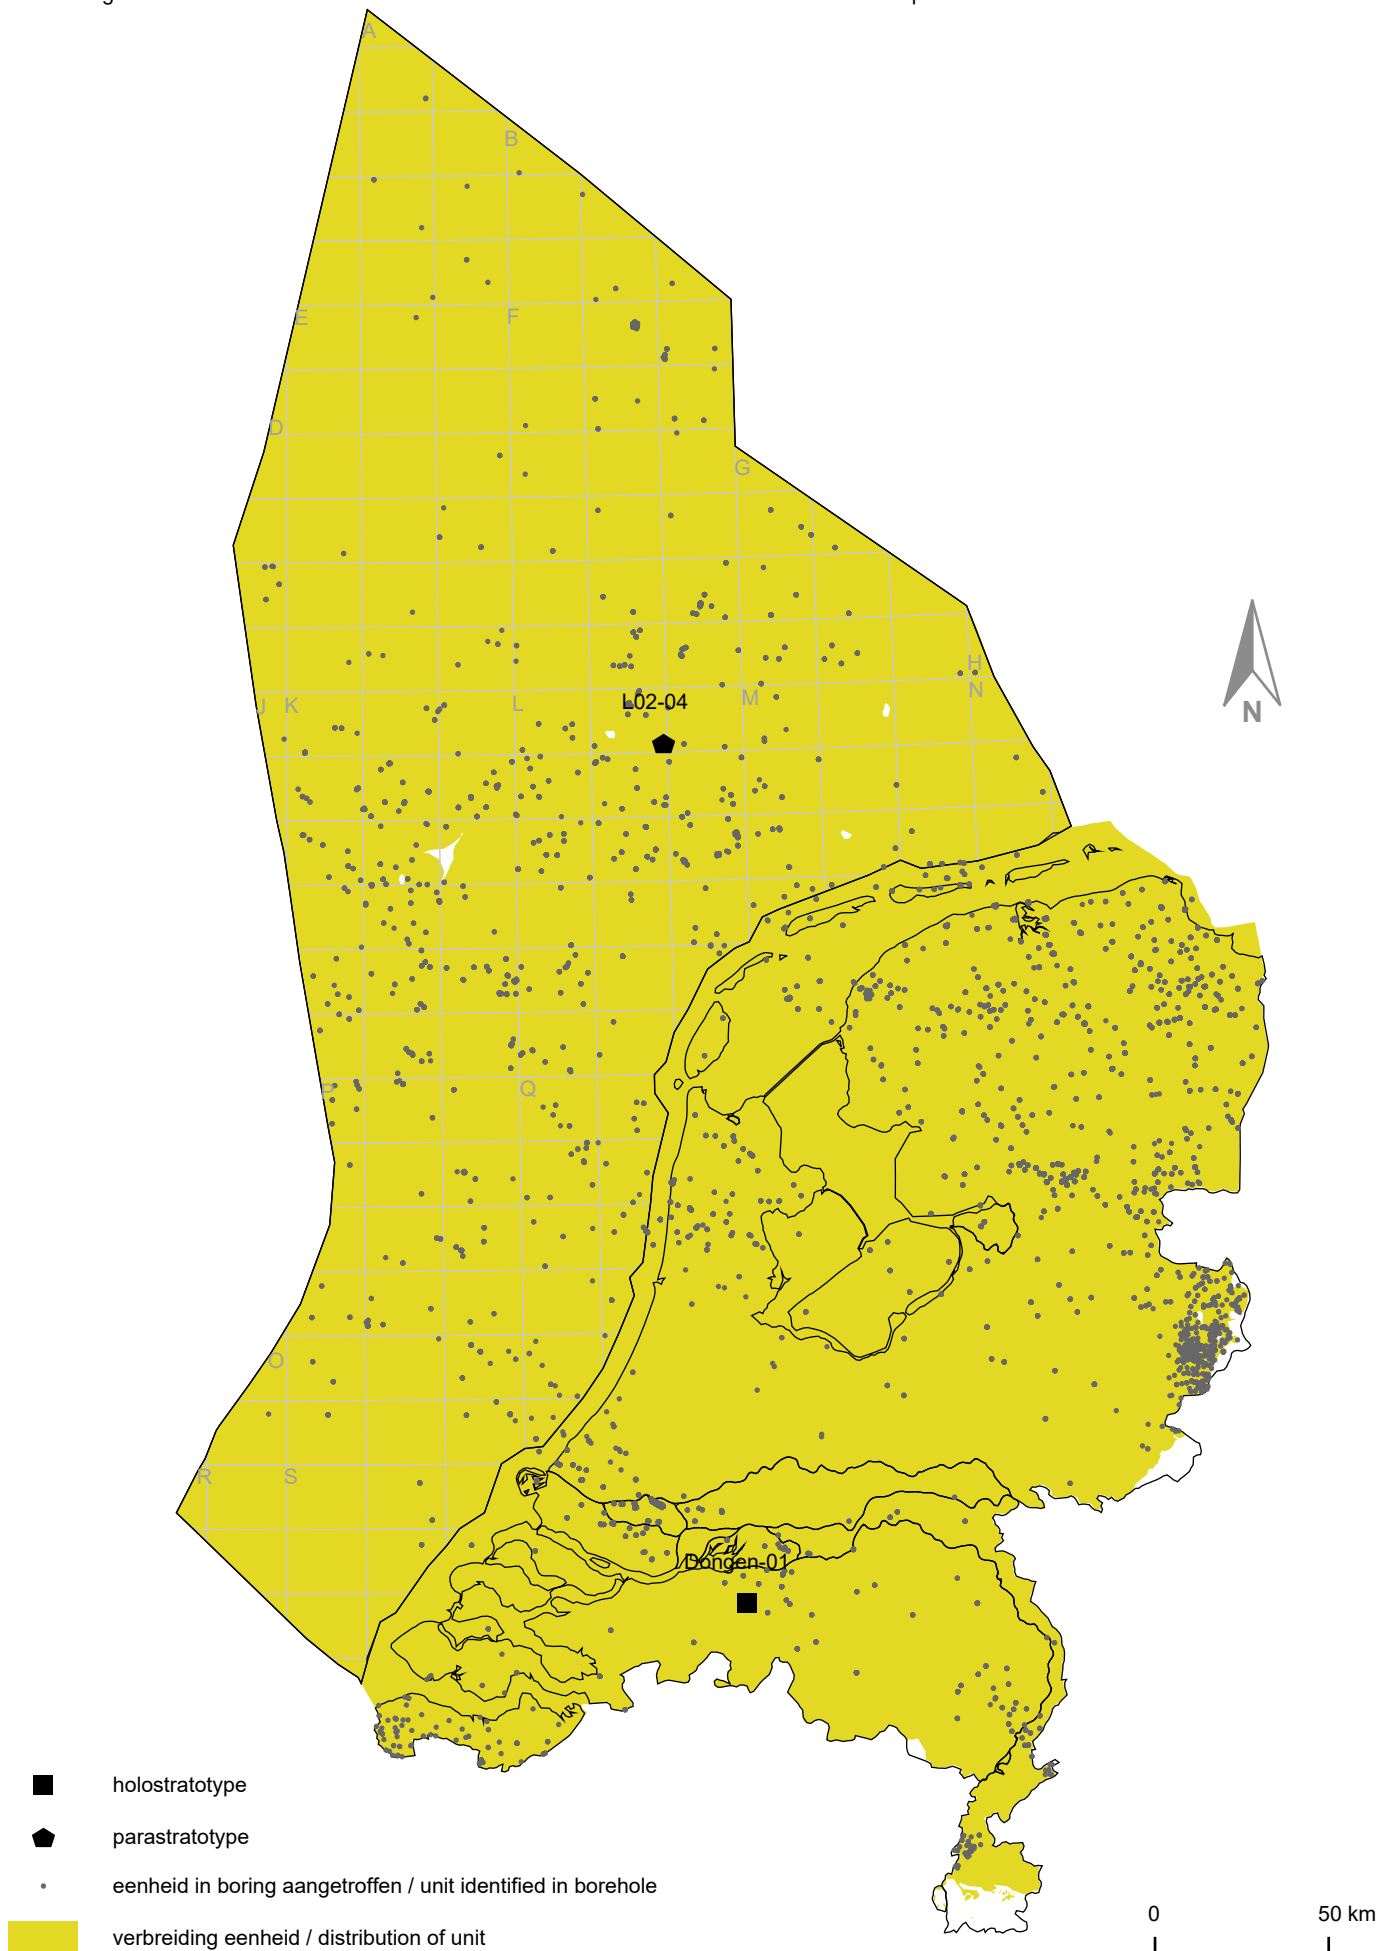 A
B
E
F
D
G
H
N
J
K
L
L02-04
M
N
P
Q
O
R
S
Dongen-01
holostratotype
parastratotype
eenheid in boring aangetroffen / unit identified in borehole
verbreiding eenheid / distribution of unit
0
50 km